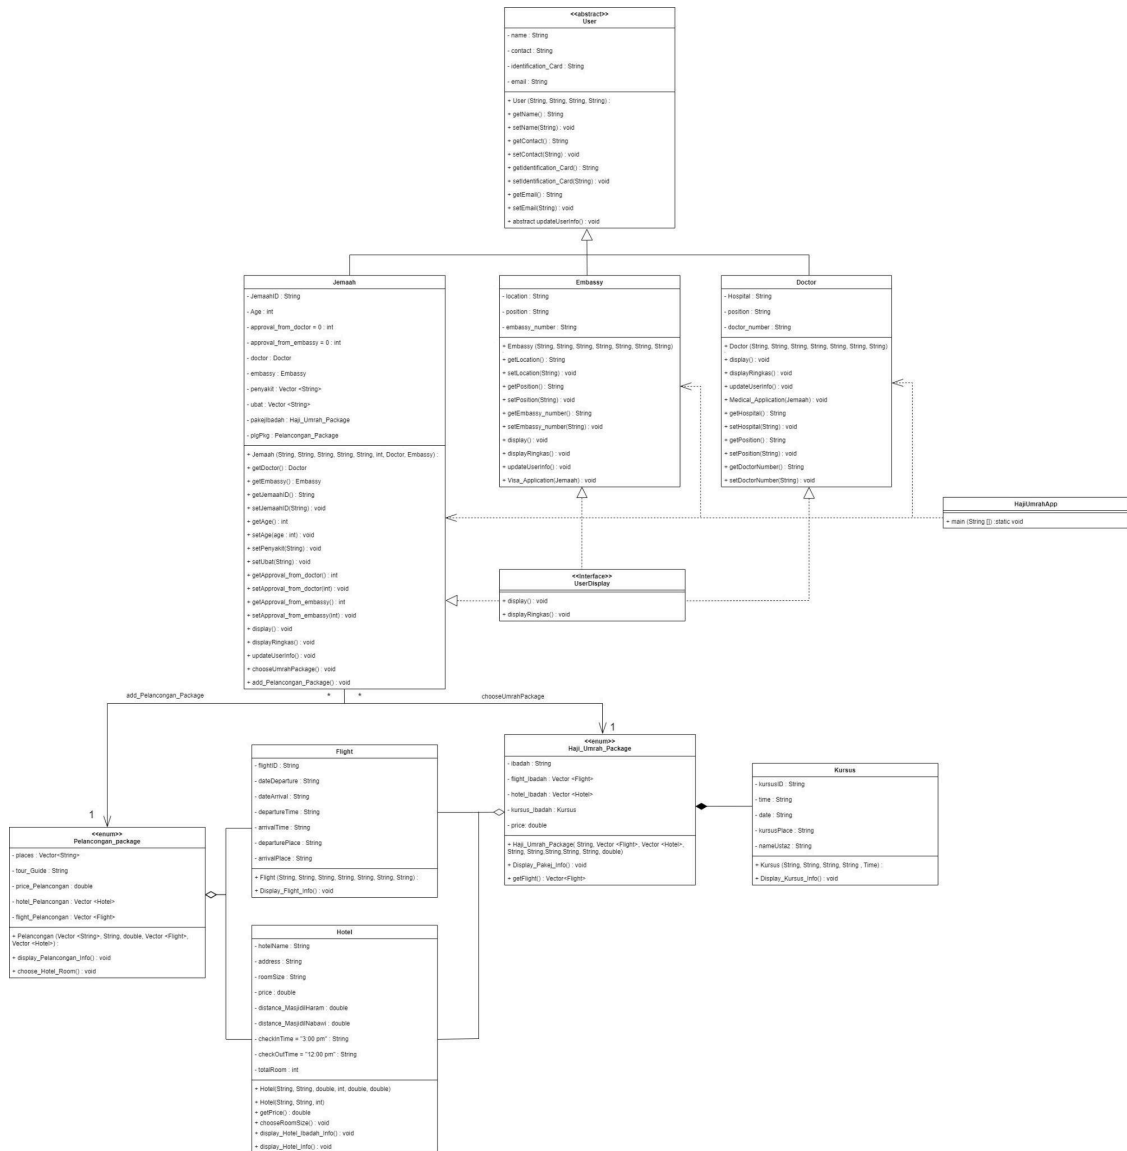 <<abstract>>
User
- name : String
- contact : String
- identification_Card : String
- email : String
+ User (String, String, String, String) :
+ getName() : String
+ setName(String) : void
+ getContact() : String
+ setContact(String) : void
+ getIdentification_Card() : String
+ setIdentification_Card(String) : void
+ getEmail() : String
+ setEmail(String) : void
+ abstract updateUserInfo() : void
Jemaah
- JemaahID : String
- Age : int
- approval_from_doctor = 0 : int
- approval_from_embassy = 0 : int
- doctor : Doctor
- embassy : Embassy
- penyakit : Vector <String>
- ubat : Vector <String>
- pakejIbadah : Haji_Umrah_Package
- plgPkg : Pelancongan_Package
+ Jemaah (String, String, String, String, String, int, Doctor, Embassy) :
+ getDoctor() : Doctor
+ getEmbassy() : Embassy
+ getJemaahID() : String
+ setJemaahID(String) : void
+ getAge() : int
+ setAge(age : int) : void
+ setPenyakit(String) : void
+ setUbat(String) : void
+ getApproval_from_doctor() : int
+ setApproval_from_doctor(int) : void
+ getApproval_from_embassy() : int
+ setApproval_from_embassy(int) : void
+ display() : void
+ displayRingkas() : void
+ updateUserInfo() : void
+ chooseUmrahPackage() : void
+ add_Pelancongan_Package() : void
Embassy
- location : String
- position : String
- embassy_number : String
+ Embassy (String, String, String, String, String, String, String)
:
+ getLocation() : String
+ setLocation(String) : void
+ getPosition() : String
+ setPosition(String) : void
+ getEmbassy_number() : String
+ setEmbassy_number(String) : void
+ display() : void
+ displayRingkas() : void
+ updateUserInfo() : void
+ Visa_Application(Jemaah) : void
Doctor
- Hospital : String
- position : String
- doctor_number : String
+ Doctor (String, String, String, String, String, String, String)
:
+ display() : void
+ displayRingkas() : void
+ updateUserInfo() : void
+ Medical_Application(Jemaah) : void
+ getHospital() : String
+ setHospital(String) : void
+ getPosition() : String
+ setPosition(String) : void
+ getDoctorNumber() : String
+ setDoctorNumber(String) : void
HajiUmrahApp
+ main (String []) :static void
<<Interface>>
UserDisplay
+ display() : void
+ displayRingkas() : void
add_Pelancongan_Package
*
*
chooseUmrahPackage
1
1
<<enum>>
Pelancongan_package
- places : Vector<String>
- tour_Guide : String
- price_Pelancongan : double
- hotel_Pelancongan : Vector <Hotel>
- flight_Pelancongan : Vector <Flight>
+ Pelancongan (Vector <String>, String, double, Vector <Flight>,
Vector <Hotel>) :
+ display_Pelancongan_Info() : void
+ choose_Hotel_Room() : void
Flight
- flightID : String
- dateDeparture : String
- dateArrival : String
- departureTime : String
- arrivalTime : String
- departurePlace : String
- arrivalPlace : String
+ Flight (String, String, String, String, String, String, String) :
+ Display_Flight_Info() : void
Hotel
- hotelName : String
- address : String
- roomSize : String
- price : double
- distance_MasjidilHaram : double
- distance_MasjidilNabawi : double
- checkInTime = "3:00 pm" : String
- checkOutTime = "12:00 pm" : String
- totalRoom : int
+ Hotel(String, String, double, int, double, double)
+ Hotel(String, String, int)
+ getPrice() : double
+ chooseRoomSize() : void
+ display_Hotel_Ibadah_Info() : void
+ display_Hotel_Info() : void
<<enum>>
Haji_Umrah_Package
- ibadah : String
- flight_Ibadah : Vector <Flight>
- hotel_Ibadah : Vector <Hotel>
- kursus_Ibadah : Kursus
- price: double
+ Haji_Umrah_Package( String, Vector <Flight>, Vector <Hotel>,
String, String,String,String, String, double)
+ Display_Pakej_Info() : void
+ getFlight() : Vector<Flight>
Kursus
- kursusID : String
- time : String
- date : String
- kursusPlace : String
- nameUstaz : String
+ Kursus (String, String, String, String , Time) :
+ Display_Kursus_Info() : void